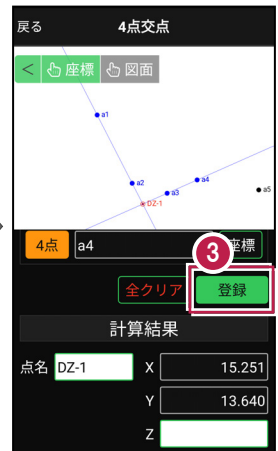 戻る 4点交点
< 座標 図面
a1
a2
a3
a4
a5
DZ-1
4点 a4 座標
3
全クリア 登録
計算結果
点名 DZ-1 X 15.251
Y 13.640
Z